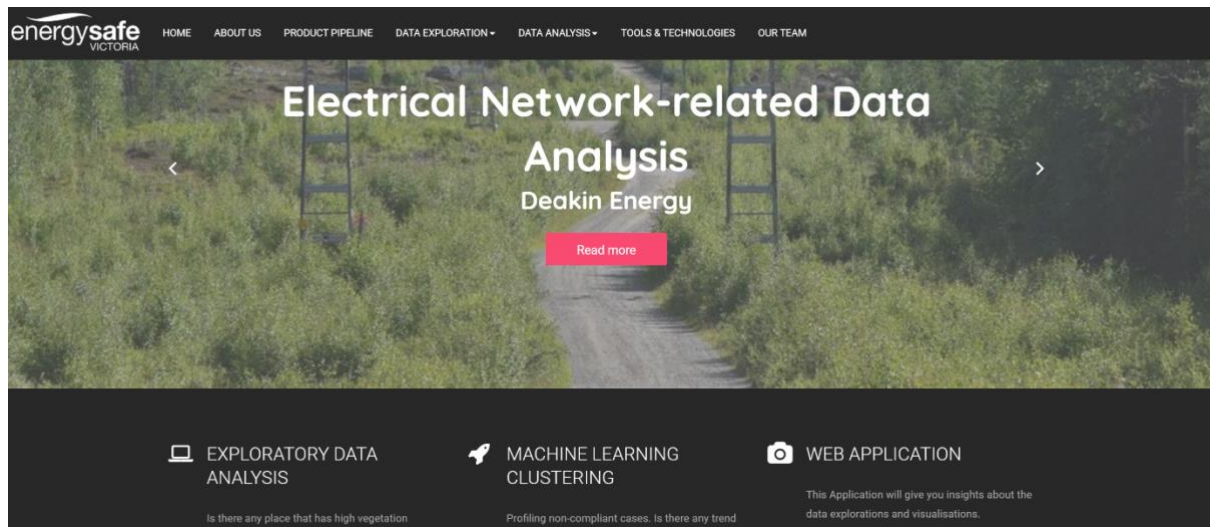 energysafe
VICTORIA
HOME ABOUT US PRODUCT PIPELINE DATA EXPLORATION DATA ANALYSIS TOOLS & TECHNOLOGIES OUR TEAM
Electrical Network-related Data
Analysis
Deakin Energy
Read more
EXPLORATORY DATA
ANALYSIS
Is there any place that has high vegetation
MACHINE LEARNING
CLUSTERING
Profiling non-compliant cases. Is there any trend
WEB APPLICATION
This Application will give you insights about the
data explorations and visualisations.